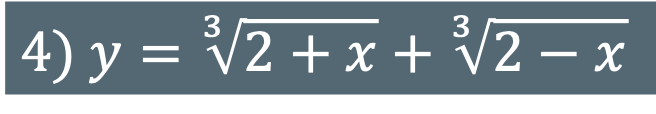 4) y = ∛(2 + x) + ∛(2 − x)